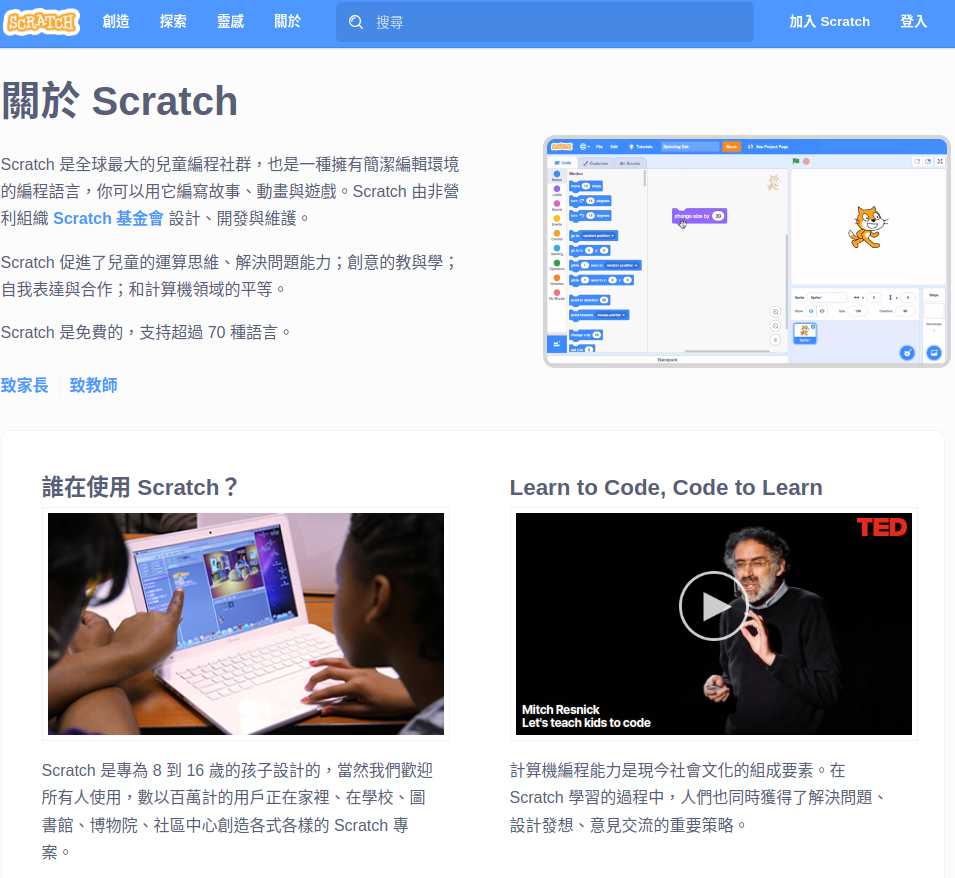 SCRATCH 創造 探索 靈感 關於 搜尋 加入 Scratch 登入
關於 Scratch
Scratch 是全球最大的兒童編程社群，也是一種擁有簡潔編輯環境
的編程語言，你可以用它編寫故事、動畫與遊戲。Scratch 由非營
利組織 Scratch 基金會 設計、開發與維護。
Scratch 促進了兒童的運算思維、解決問題能力；創意的教與學；
自我表達與合作；和計算機領域的平等。
Scratch 是免費的，支持超過 70 種語言。
致家長 致教師
change size by 30
誰在使用 Scratch？
Learn to Code, Code to Learn
TED
Mitch Resnick
Let's teach kids to code
Scratch 是專為 8 到 16 歲的孩子設計的，當然我們歡迎
所有人使用，數以百萬計的用戶正在家裡、在學校、圖
書館、博物院、社區中心創造各式各樣的 Scratch 專
案。
計算機編程能力是現今社會文化的組成要素。在
Scratch 學習的過程中，人們也同時獲得了解決問題、
設計發想、意見交流的重要策略。